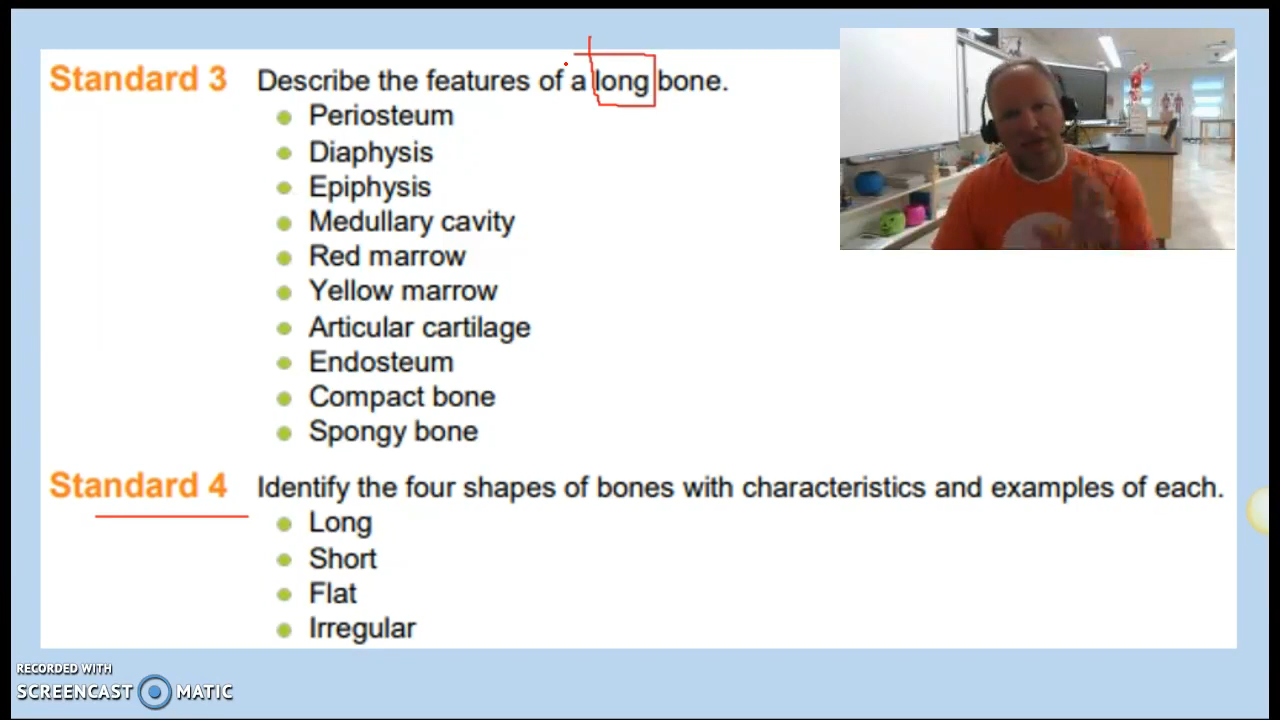 Standard 3 Describe the features of a long bone.
Periosteum
Diaphysis
Epiphysis
Medullary cavity
Red marrow
Yellow marrow
Articular cartilage
Endosteum
Compact bone
Spongy bone
Standard 4 Identify the four shapes of bones with characteristics and examples of each.
Long
Short
Flat
Irregular
RECORDED WITH
SCREENCAST MATIC